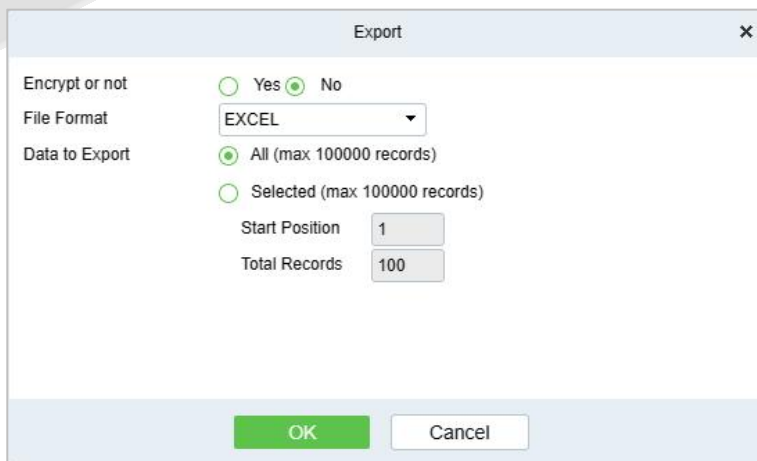 Export
Encrypt or not Yes No
File Format EXCEL
Data to Export All (max 100000 records)
Selected (max 100000 records)
Start Position 1
Total Records 100
OK Cancel